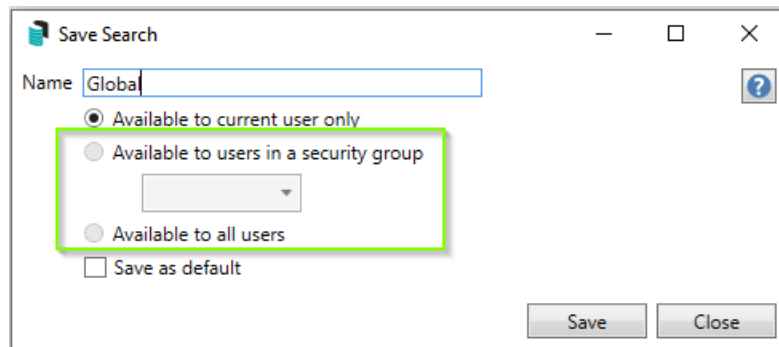 Save Search
Name Global
Available to current user only
Available to users in a security group
Available to all users
Save as default
Save Close